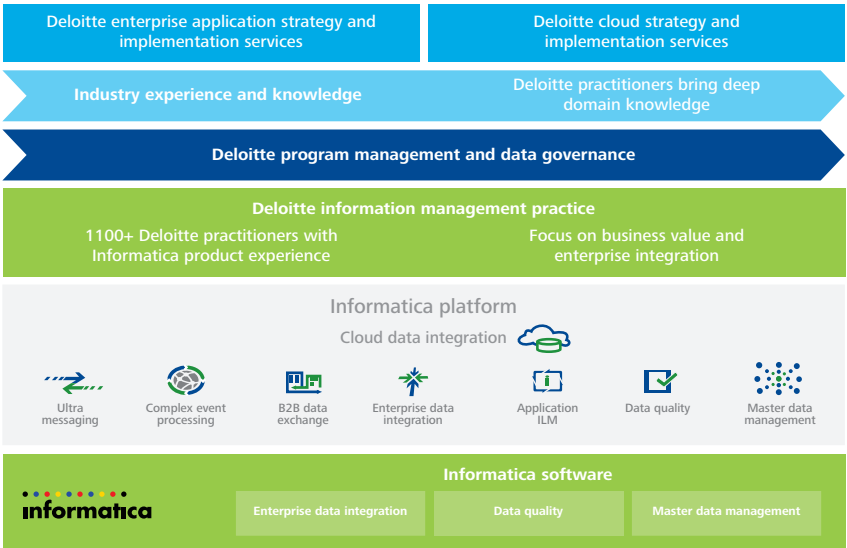 Deloitte enterprise application strategy and
implementation services
Deloitte cloud strategy and
implementation services
Industry experience and knowledge
Deloitte practitioners bring deep
domain knowledge
Deloitte program management and data governance
Deloitte information management practice
1100+ Deloitte practitioners with
Informatica product experience
Focus on business value and
enterprise integration
Informatica platform
Cloud data integration
Ultra
messaging
Complex event
processing
B2B data
exchange
Enterprise data
integration
Application
ILM
Data quality
Master data
management
informatica
Informatica software
Enterprise data integration
Data quality
Master data management